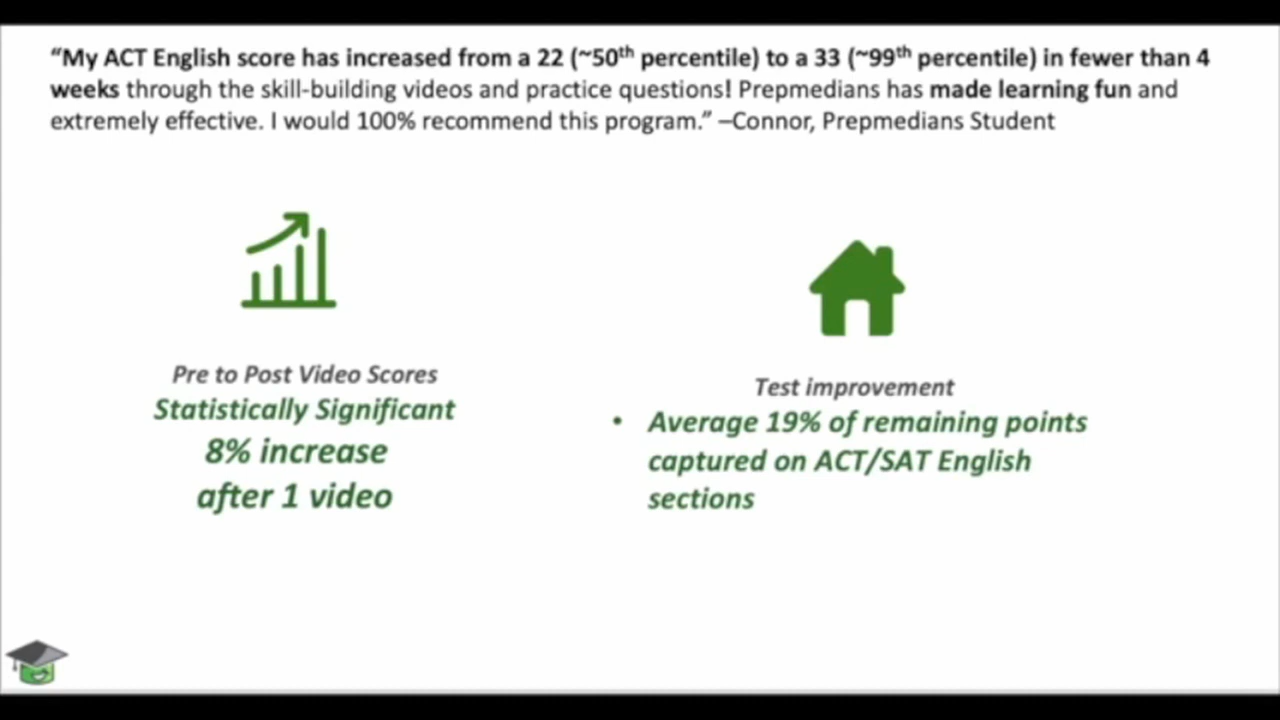 “My ACT English score has increased from a 22 (~50th percentile) to a 33 (~99th percentile) in fewer than 4
weeks through the skill-building videos and practice questions! Prepmedians has made learning fun and
extremely effective. I would 100% recommend this program.” –Connor, Prepmedians Student
Pre to Post Video Scores
Statistically Significant
8% increase
after 1 video
Test improvement
• Average 19% of remaining points
captured on ACT/SAT English
sections